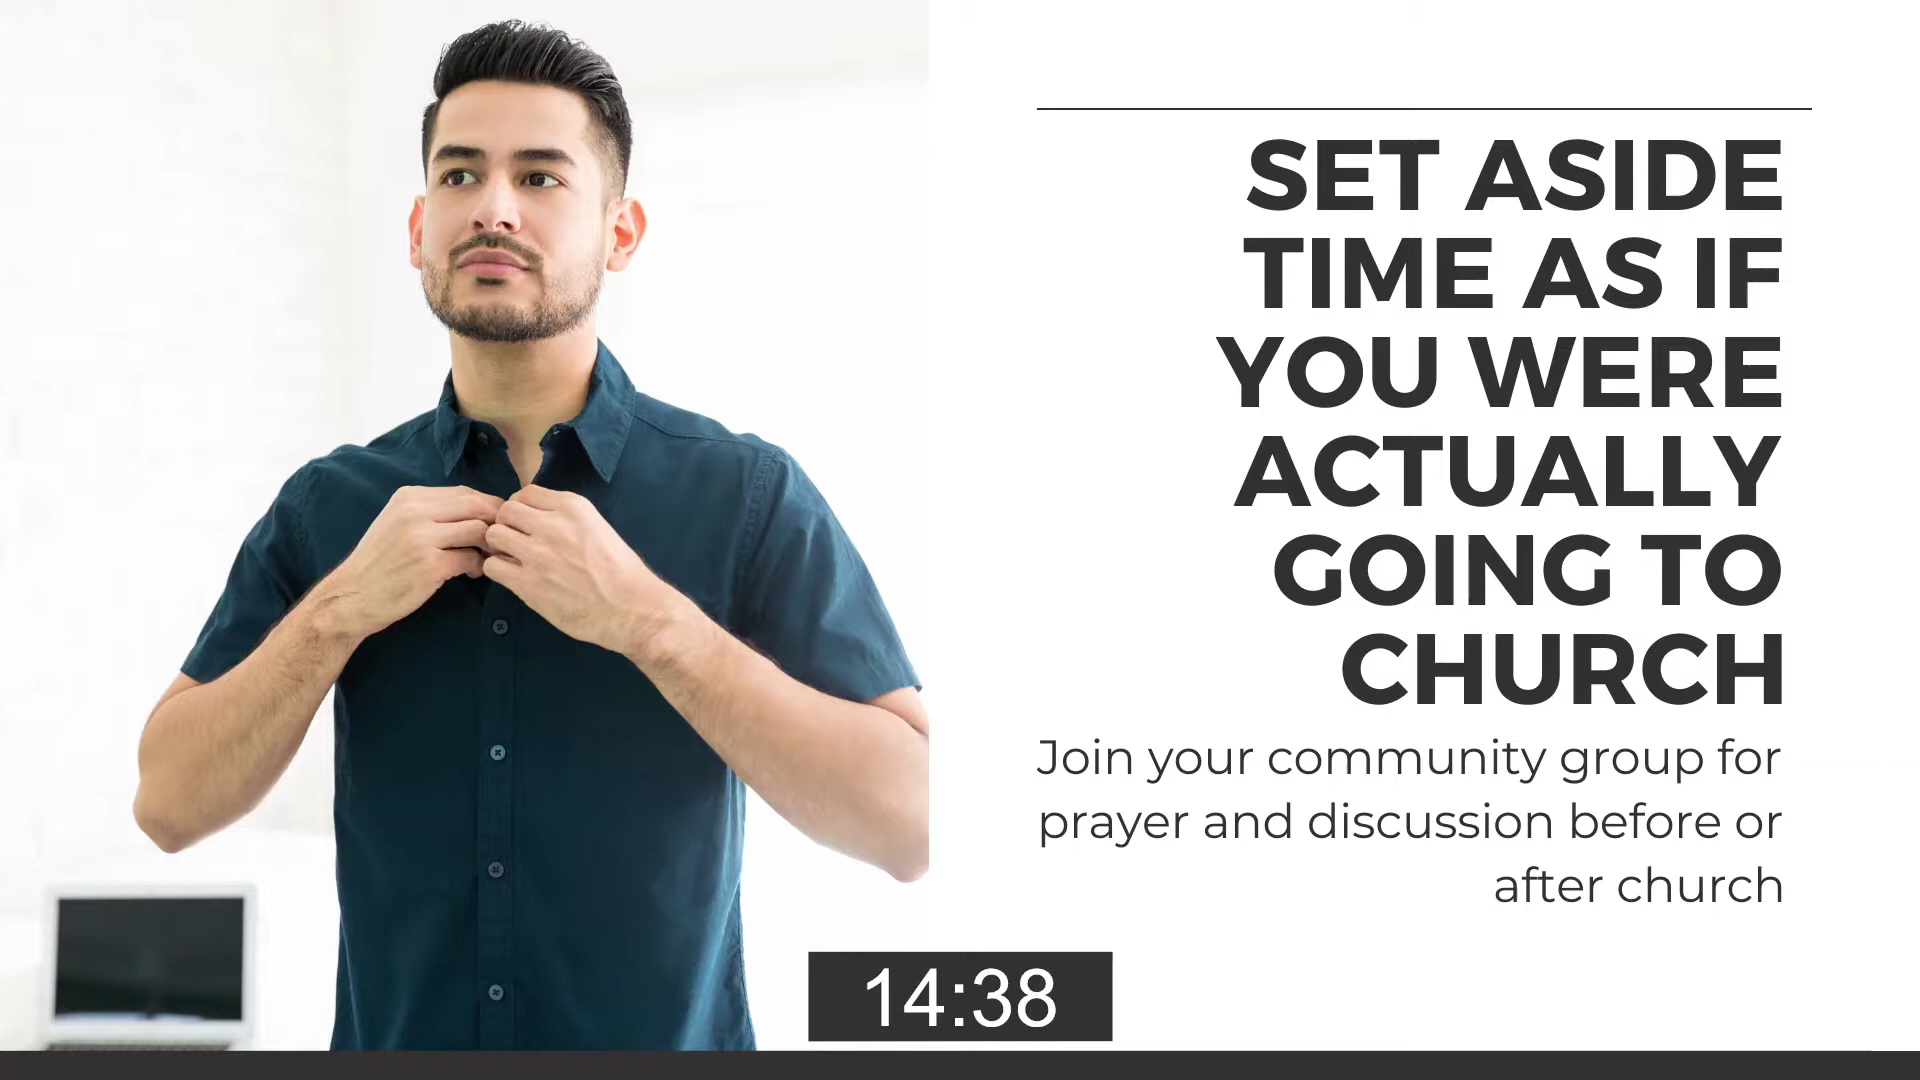 SET ASIDE
TIME AS IF
YOU WERE
ACTUALLY
GOING TO
CHURCH
Join your community group for
prayer and discussion before or
after church
14:38